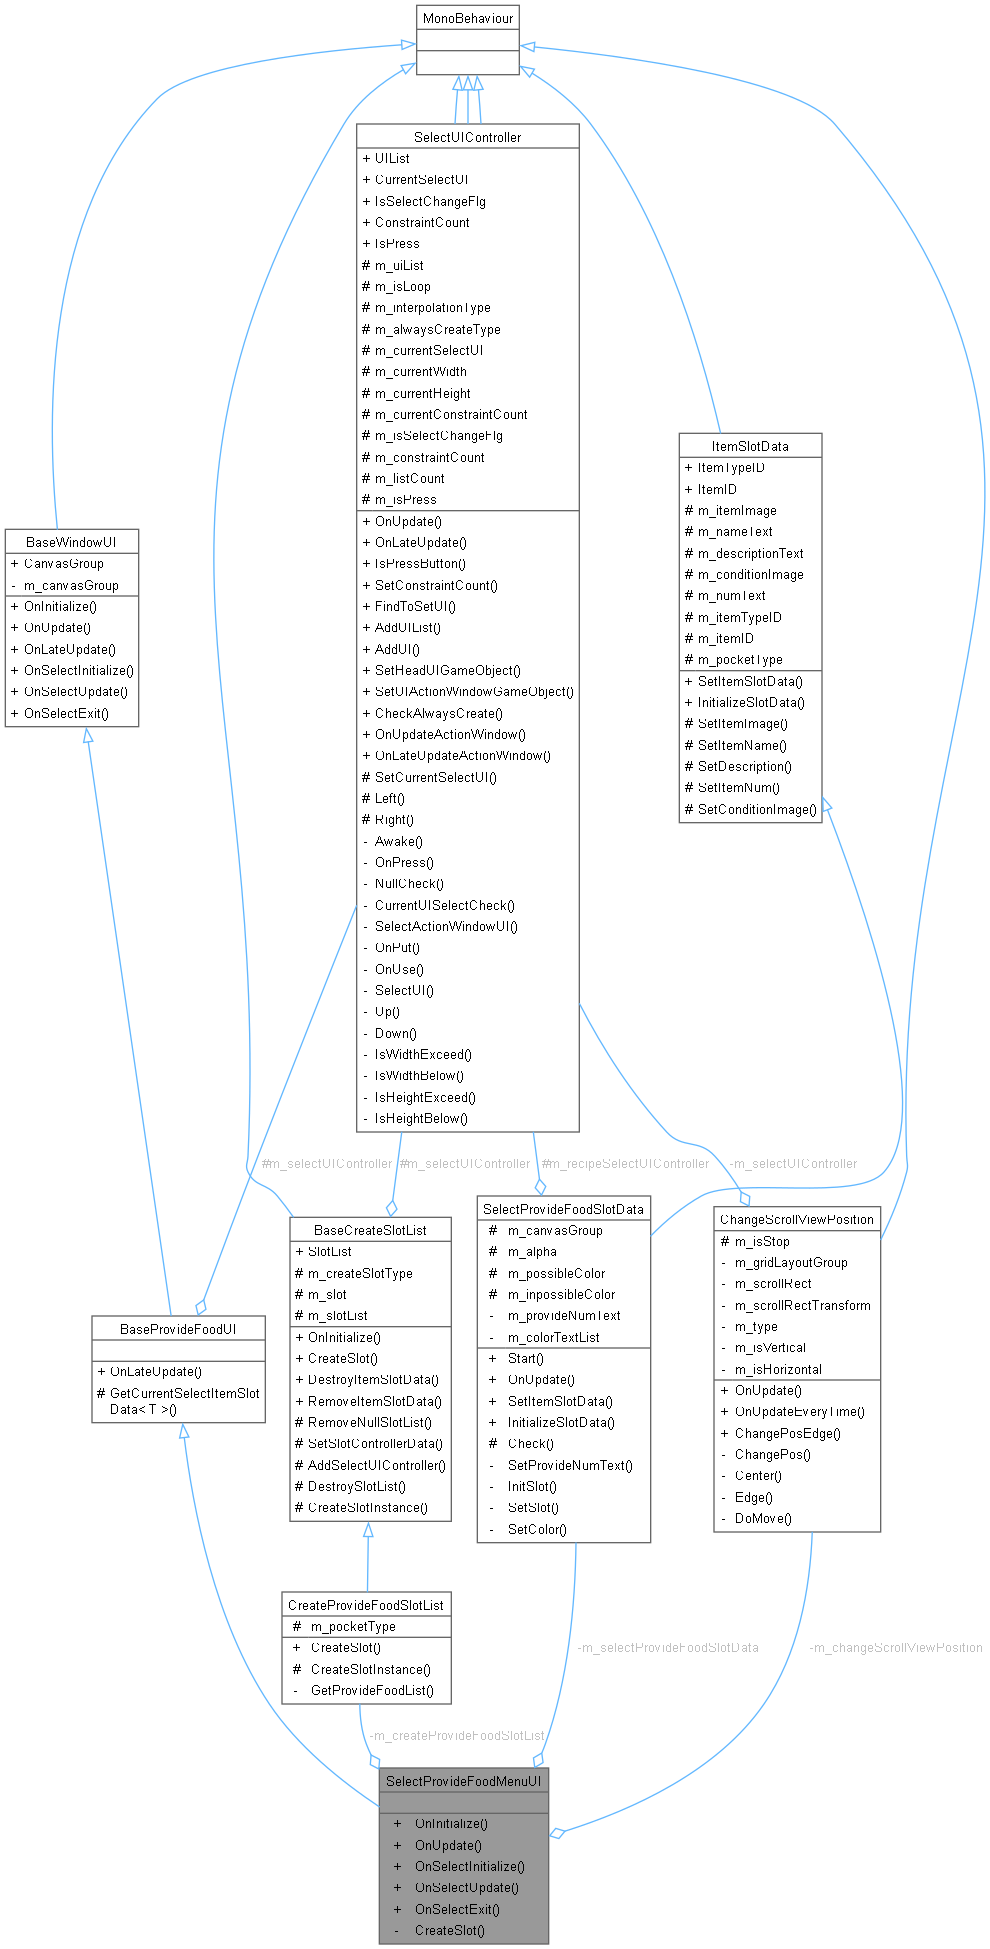 MonoBehaviour
SelectUIController
+ UIList
+ CurrentSelectUI
+ IsSelectChangeFlg
+ ConstraintCount
+ IsPress
# m_uiList
# m_isLoop
# m_interpolationType
# m_alwaysCreateType
# m_currentSelectUI
# m_currentWidth
# m_currentHeight
# m_currentConstraintCount
# m_isSelectChangeFlg
# m_constraintCount
# m_listCount
# m_isPress
+ OnUpdate()
+ OnLateUpdate()
+ IsPressButton()
+ SetConstraintCount()
+ FindToSetUI()
+ AddUIList()
+ AddUI()
+ SetHeadUIGameObject()
+ SetUIActionWindowGameObject()
+ CheckAlwaysCreate()
+ OnUpdateActionWindow()
+ OnLateUpdateActionWindow()
# SetCurrentSelectUI()
# Left()
# Right()
- Awake()
- OnPress()
- NullCheck()
- CurrentUISelectCheck()
- SelectActionWindowUI()
- OnPut()
- OnUse()
- SelectUI()
- Up()
- Down()
- IsWidthExceed()
- IsWidthBelow()
- IsHeightExceed()
- IsHeightBelow()
ItemSlotData
+ ItemTypeID
+ ItemID
# m_itemImage
# m_nameText
# m_descriptionText
# m_conditionImage
# m_numText
# m_itemTypeID
# m_itemID
# m_pocketType
+ SetItemSlotData()
+ InitializeSlotData()
# SetItemImage()
# SetItemName()
# SetDescription()
# SetItemNum()
# SetConditionImage()
BaseWindowUI
+ CanvasGroup
- m_canvasGroup
+ OnInitialize()
+ OnUpdate()
+ OnLateUpdate()
+ OnSelectInitialize()
+ OnSelectUpdate()
+ OnSelectExit()
#m_selectUIController
#m_selectUIController
#m_recipeSelectUIController
-m_selectUIController
BaseProvideFoodUI
+ OnLateUpdate()
# GetCurrentSelectItemSlot
Data< T >()
BaseCreateSlotList
+ SlotList
# m_createSlotType
# m_slot
# m_slotList
+ OnInitialize()
+ CreateSlot()
+ DestroyItemSlotData()
+ RemoveItemSlotData()
# RemoveNullSlotList()
# SetSlotControllerData()
# AddSelectUIController()
# DestroySlotList()
# CreateSlotInstance()
SelectProvideFoodSlotData
# m_canvasGroup
# m_alpha
# m_possibleColor
# m_inpossibleColor
- m_provideNumText
- m_colorTextList
+ Start()
+ OnUpdate()
+ SetItemSlotData()
+ InitializeSlotData()
# Check()
- SetProvideNumText()
- InitSlot()
- SetSlot()
- SetColor()
ChangeScrollViewPosition
# m_isStop
- m_gridLayoutGroup
- m_scrollRect
- m_scrollRectTransform
- m_type
- m_isVertical
- m_isHorizontal
+ OnUpdate()
+ OnUpdateEveryTime()
+ ChangePosEdge()
- ChangePos()
- Center()
- Edge()
- DoMove()
CreateProvideFoodSlotList
# m_pocketType
+ CreateSlot()
# CreateSlotInstance()
- GetProvideFoodList()
-m_selectProvideFoodSlotData
-m_changeScrollViewPosition
-m_createProvideFoodSlotList
SelectProvideFoodMenuUI
+ OnInitialize()
+ OnUpdate()
+ OnSelectInitialize()
+ OnSelectUpdate()
+ OnSelectExit()
- CreateSlot()